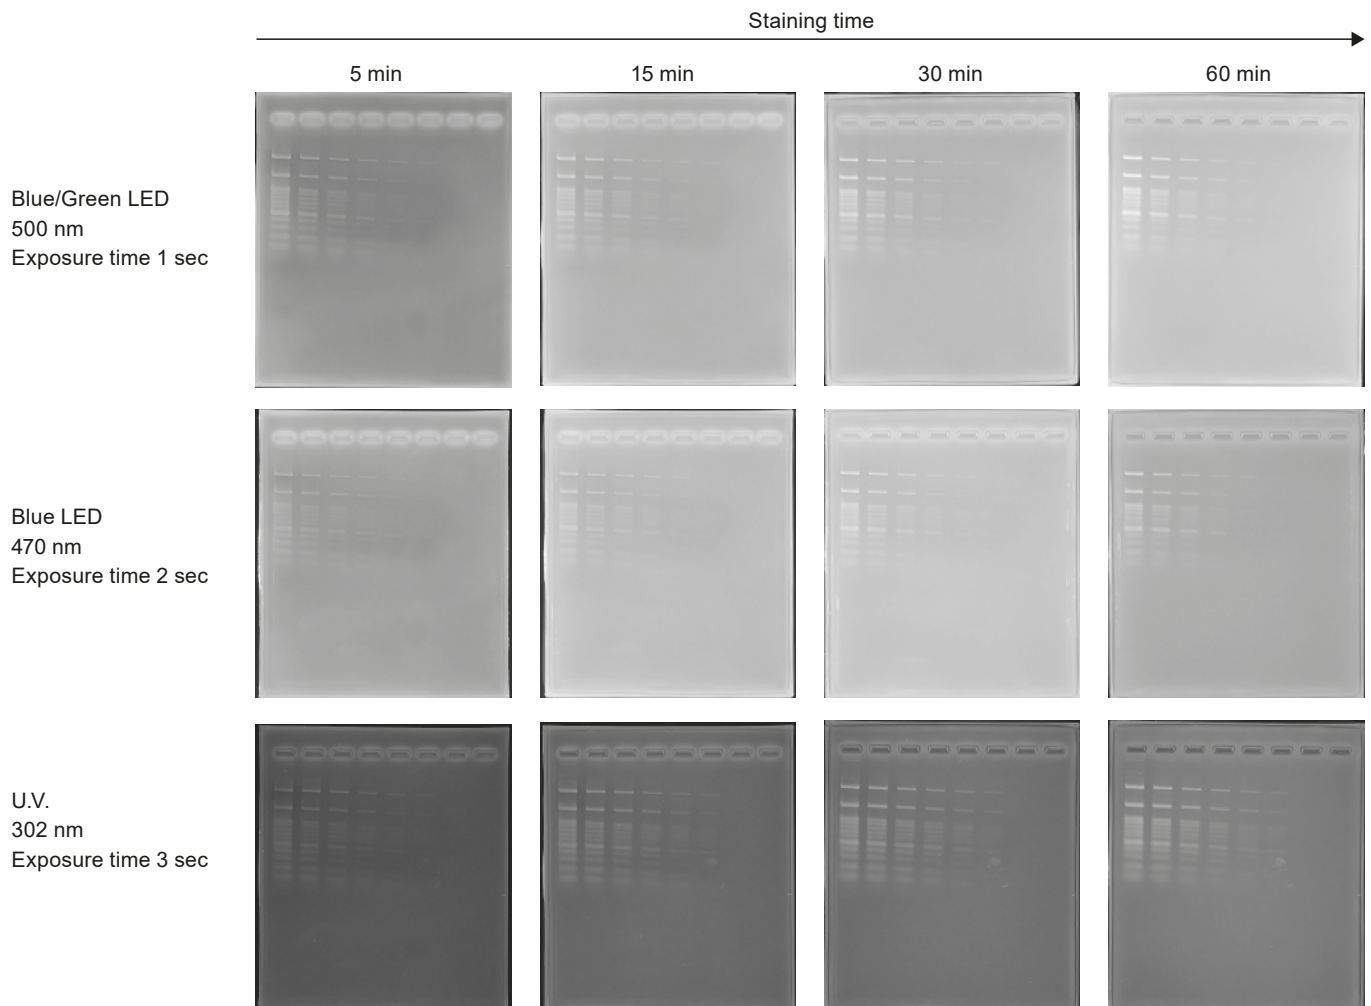 Staining time
5 min
15 min
30 min
60 min
Blue/Green LED
500 nm
Exposure time 1 sec
Blue LED
470 nm
Exposure time 2 sec
U.V.
302 nm
Exposure time 3 sec